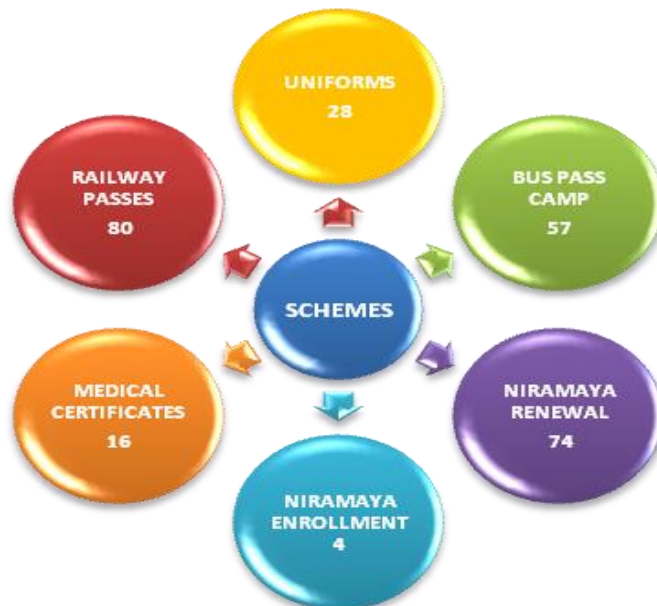 UNIFORMS
28
BUS PASS
CAMP
57
NIRAMAYA
RENEWAL
74
NIRAMAYA
ENROLLMENT
4
MEDICAL
CERTIFICATES
16
RAILWAY
PASSES
80
SCHEMES